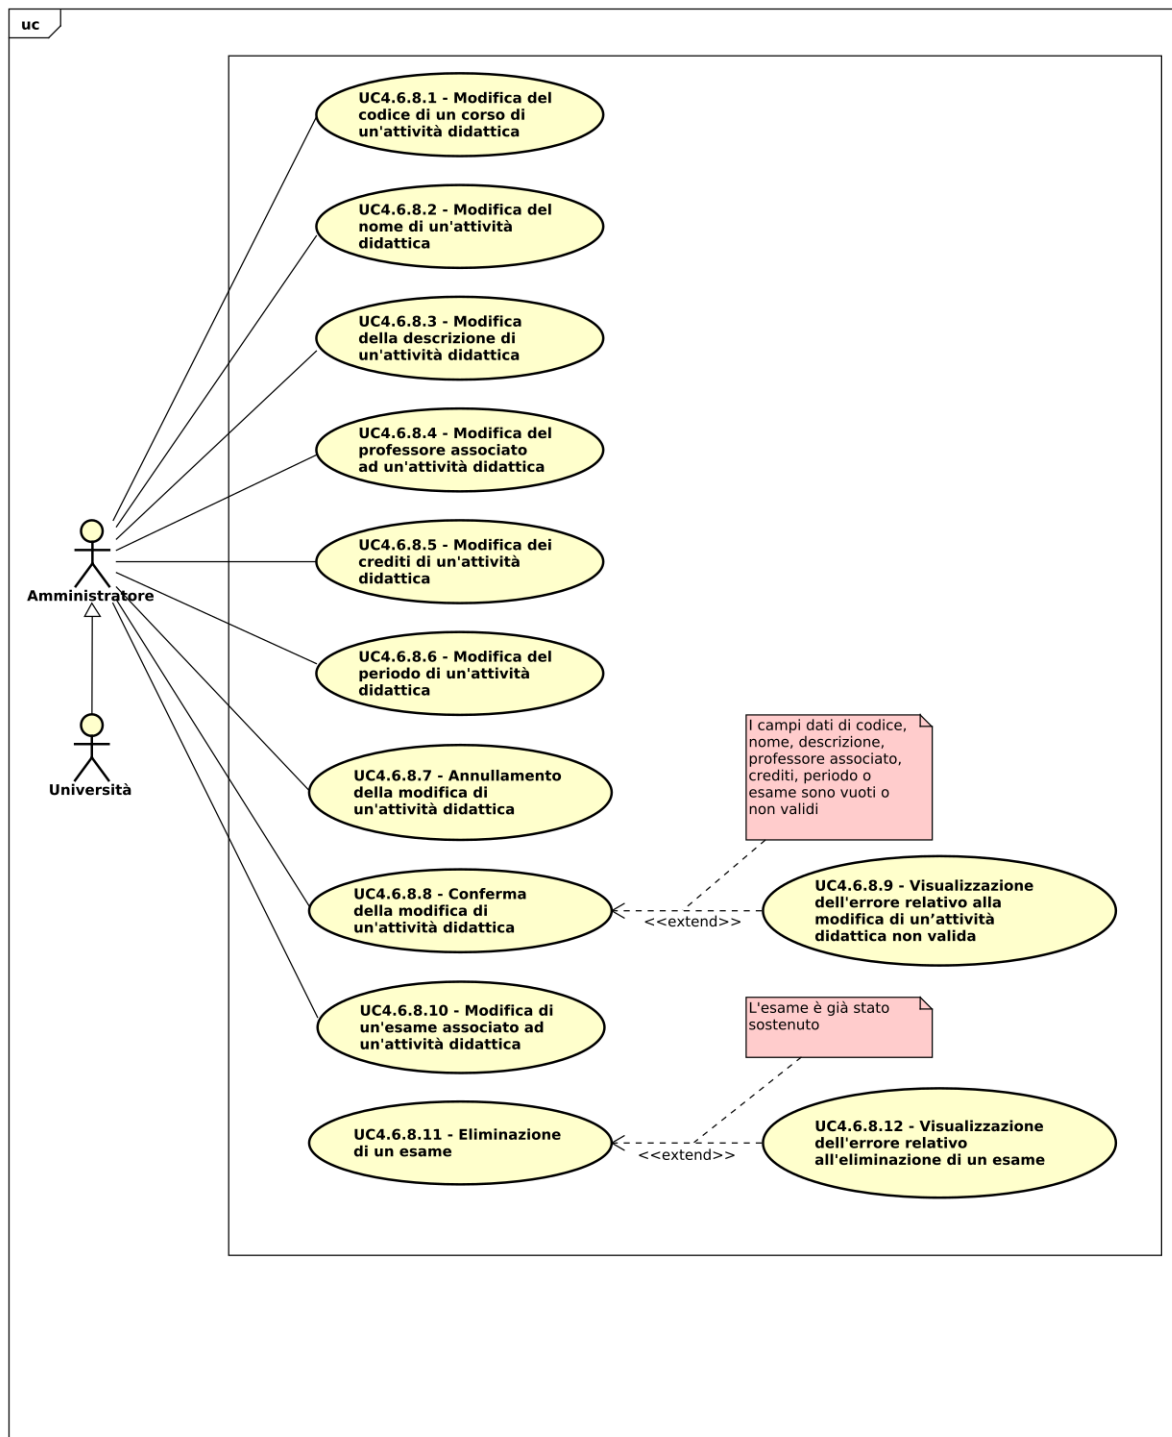 uc
UC4.6.8.1 - Modifica del
codice di un corso di
un'attività didattica
UC4.6.8.2 - Modifica del
nome di un'attività
didattica
UC4.6.8.3 - Modifica
della descrizione di
un'attività didattica
UC4.6.8.4 - Modifica del
professore associato
ad un'attività didattica
UC4.6.8.5 - Modifica dei
crediti di un'attività
didattica
Amministratore
UC4.6.8.6 - Modifica del
periodo di un'attività
didattica
Università
UC4.6.8.7 - Annullamento
della modifica di
un'attività didattica
I campi dati di codice,
nome, descrizione,
professore associato,
crediti, periodo o
esame sono vuoti o
non validi
UC4.6.8.8 - Conferma
della modifica di
un'attività didattica
<<extend>>
UC4.6.8.9 - Visualizzazione
dell'errore relativo alla
modifica di un’attività
didattica non valida
UC4.6.8.10 - Modifica di
un'esame associato ad
un'attività didattica
L'esame è già stato
sostenuto
UC4.6.8.11 - Eliminazione
di un esame
<<extend>>
UC4.6.8.12 - Visualizzazione
dell'errore relativo
all'eliminazione di un esame